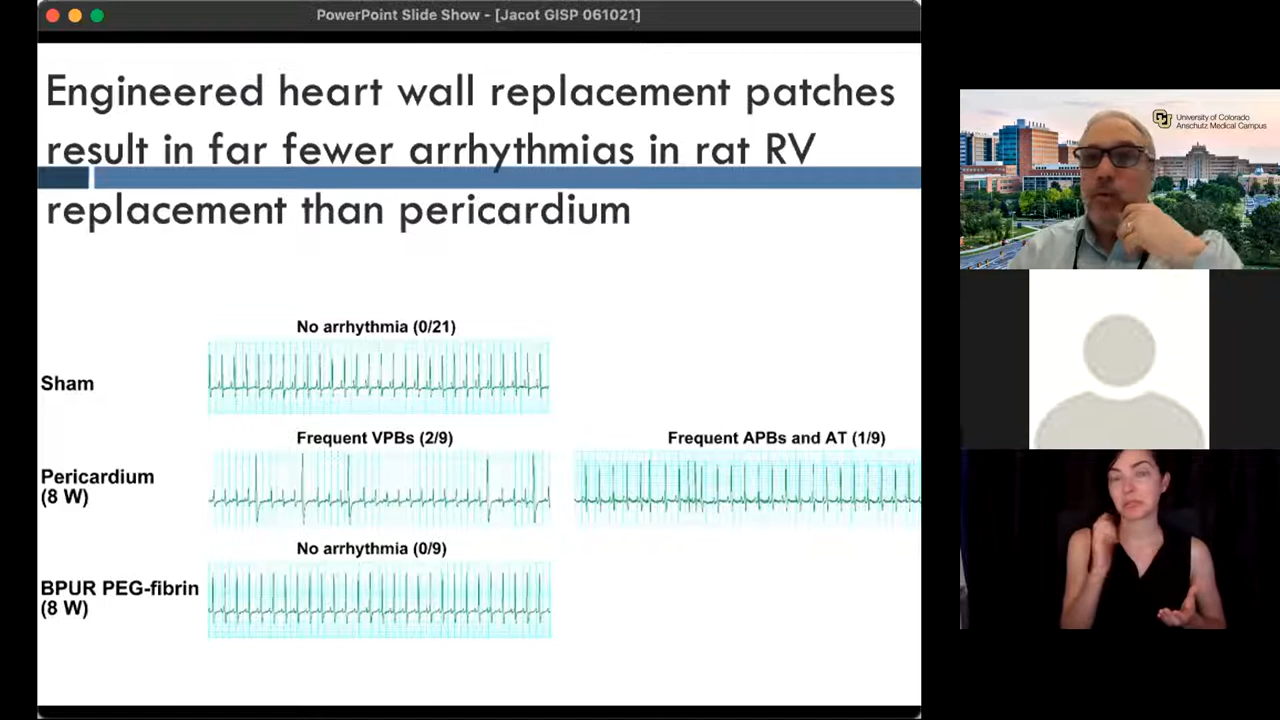 PowerPoint Slide Show - [Jacot GISP 061021]
Engineered heart wall replacement patches
result in far fewer arrhythmias in rat RV
replacement than pericardium
No arrhythmia (0/21)
Sham
Frequent VPBs (2/9)
Frequent APBs and AT (1/9)
Pericardium
(8 W)
No arrhythmia (0/9)
BPUR PEG-fibrin
(8 W)
University of Colorado
Anschutz Medical Campus